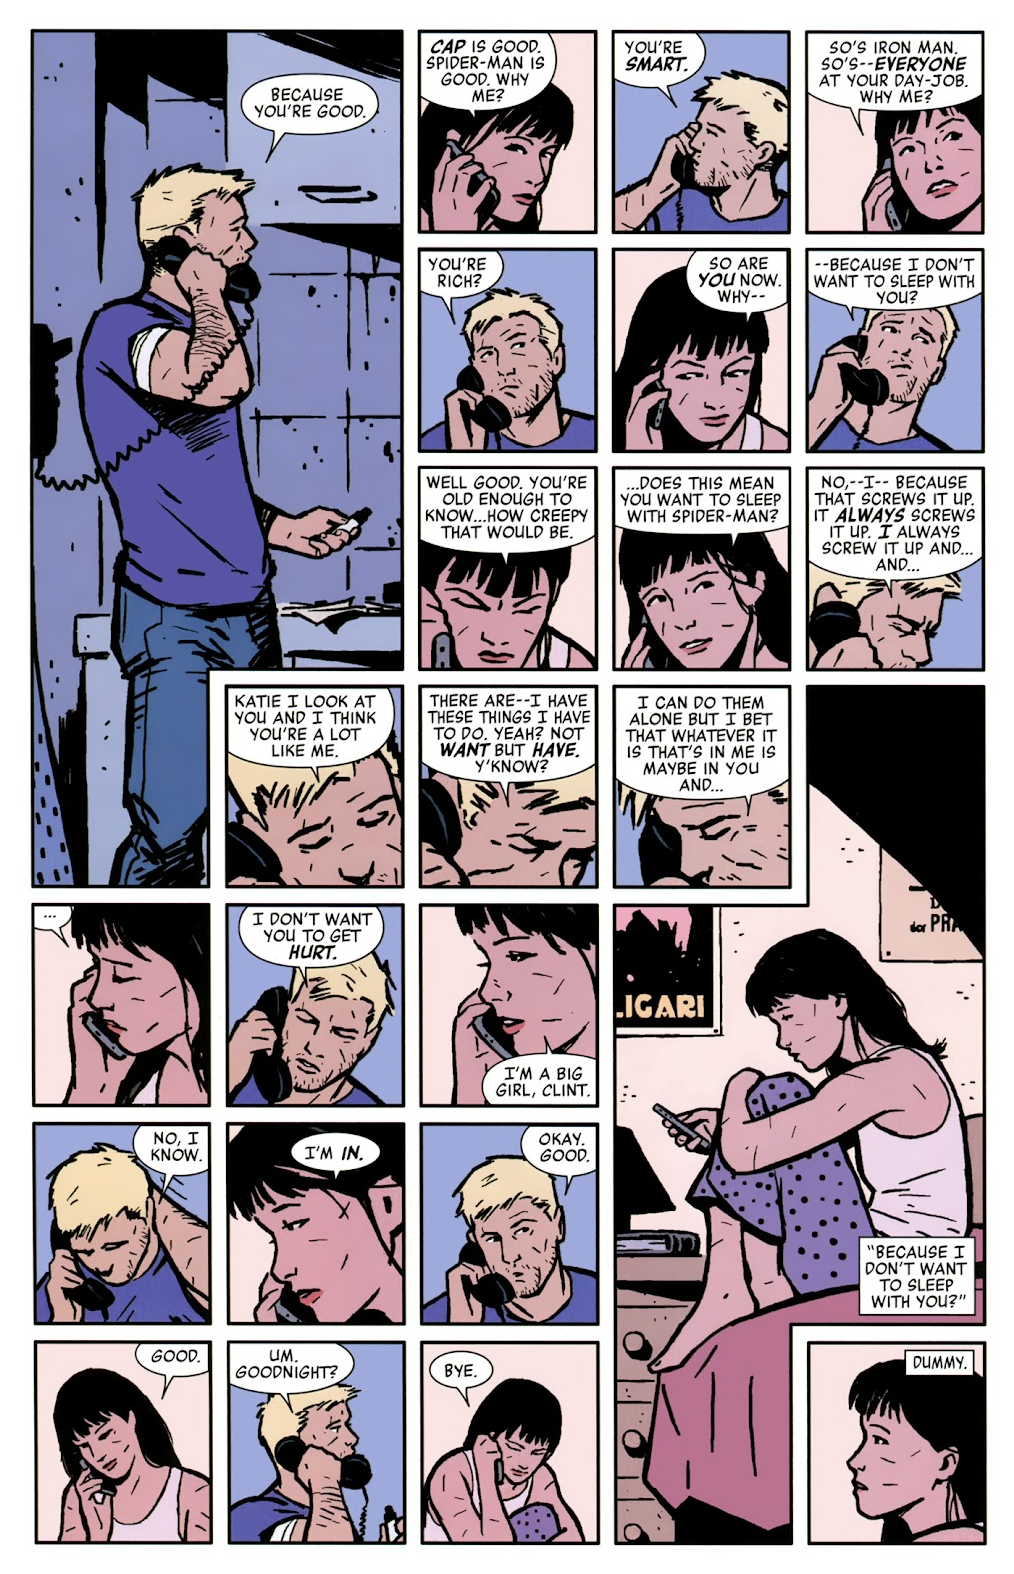 BECAUSE
YOU'RE GOOD.
CAP IS GOOD.
SPIDER-MAN IS
GOOD. WHY
ME?
YOU'RE
SMART.
SO'S IRON MAN.
SO'S--EVERYONE
AT YOUR DAY-JOB.
WHY ME?
YOU'RE
RICH?
SO ARE
YOU NOW.
WHY--
--BECAUSE I DON'T
WANT TO SLEEP WITH
YOU?
WELL GOOD. YOU'RE
OLD ENOUGH TO
KNOW...HOW CREEPY
THAT WOULD BE.
...DOES THIS MEAN
YOU WANT TO SLEEP
WITH SPIDER-MAN?
NO,--I-- BECAUSE
THAT SCREWS IT UP.
IT ALWAYS SCREWS
IT UP. I ALWAYS
SCREW IT UP AND...
AND...
KATIE I LOOK AT
YOU AND I THINK
YOU'RE A LOT
LIKE ME.
THERE ARE--I HAVE
THESE THINGS I HAVE
TO DO. YEAH? NOT
WANT BUT HAVE.
Y'KNOW?
I CAN DO THEM
ALONE BUT I BET
THAT WHATEVER IT
IS THAT'S IN ME IS
MAYBE IN YOU
AND...
...
I DON'T WANT
YOU TO GET
HURT.
I'M A BIG
GIRL, CLINT.
NO, I
KNOW.
I'M IN.
OKAY.
GOOD.
D
der PRA
LIGARI
"BECAUSE I
DON'T WANT
TO SLEEP
WITH YOU?"
GOOD.
UM.
GOODNIGHT?
BYE.
DUMMY.